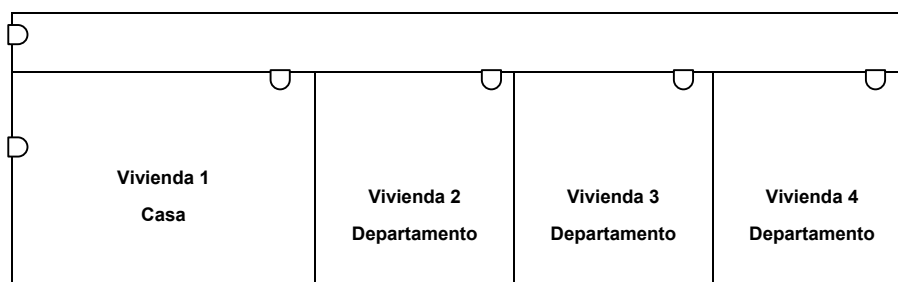 Vivienda 1
Casa
Vivienda 2
Departamento
Vivienda 3
Departamento
Vivienda 4
Departamento